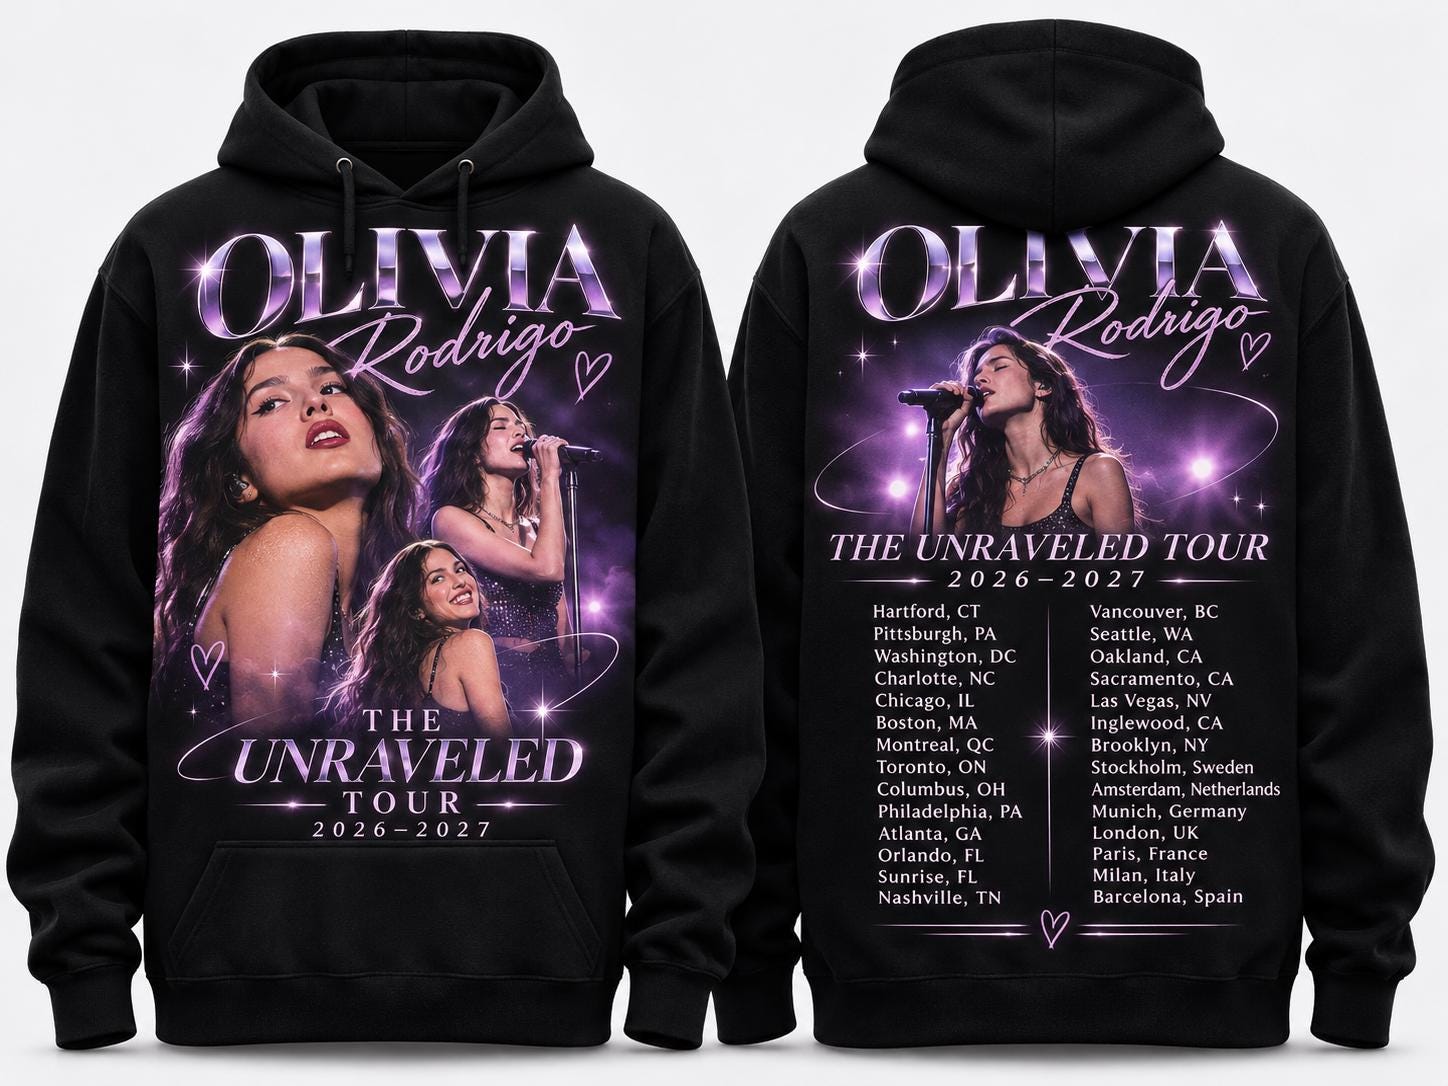 OLIVIA
Rodrigo
THE
UNRAVELED
TOUR
2026–2027
OLIVIA
Rodrigo
THE UNRAVELED TOUR
2026–2027
Hartford, CT
Pittsburgh, PA
Washington, DC
Charlotte, NC
Chicago, IL
Boston, MA
Montreal, QC
Toronto, ON
Columbus, OH
Philadelphia, PA
Atlanta, GA
Orlando, FL
Sunrise, FL
Nashville, TN
Vancouver, BC
Seattle, WA
Oakland, CA
Sacramento, CA
Las Vegas, NV
Inglewood, CA
Brooklyn, NY
Stockholm, Sweden
Amsterdam, Netherlands
Munich, Germany
London, UK
Paris, France
Milan, Italy
Barcelona, Spain